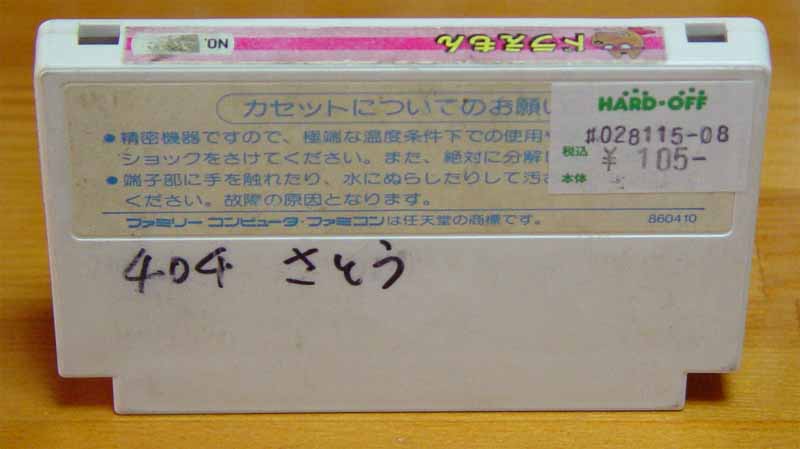 ドラえもん
NO.
カセットについてのお願い
●精密機器ですので、極端な温度条件下での使用や
ショックをさけてください。また、絶対に分解し
●端子部に手を触れたり、水にぬらしたりして汚さ
ください。故障の原因となります。
ファミリーコンピュータ・ファミコンは任天堂の商標です。
860410
HARD・OFF
#028115-08
税込
¥ 105-
本体
404 さとう